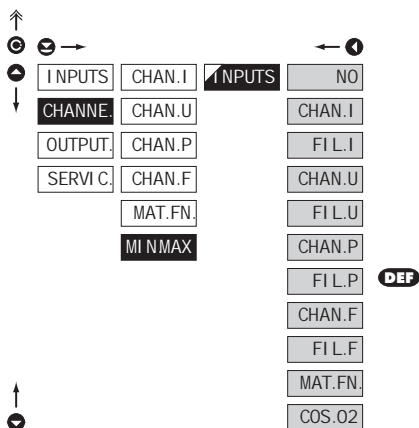 INPUTS CHAN.I INPUTS NO
CHANNE. CHAN.U CHAN.I
OUTPUT. CHAN.P FIL.I
SERVIC. CHAN.F CHAN.U
MAT.FN. FIL.U
MINMAX CHAN.P
FIL.P DEF
CHAN.F
FIL.F
MAT.FN.
COS.O2